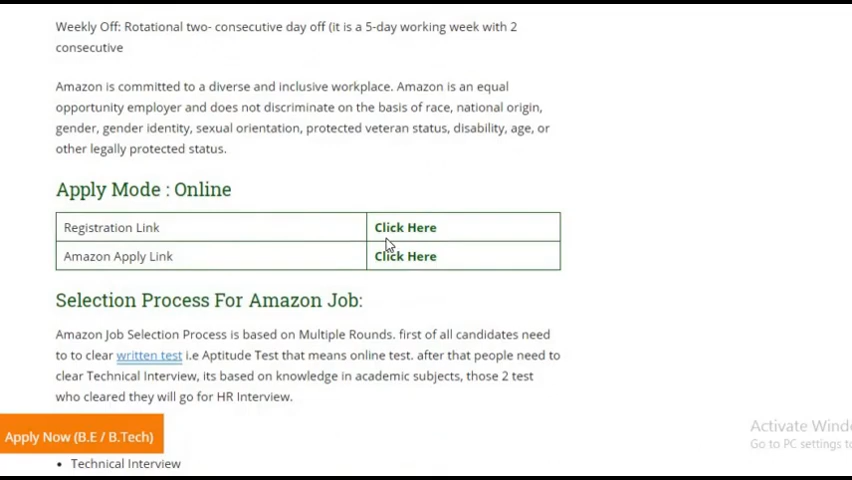 Weekly Off: Rotational two- consecutive day off (it is a 5-day working week with 2
consecutive
Amazon is committed to a diverse and inclusive workplace. Amazon is an equal
opportunity employer and does not discriminate on the basis of race, national origin,
gender, gender identity, sexual orientation, protected veteran status, disability, age, or
other legally protected status.
Apply Mode : Online
Registration Link Click Here
Amazon Apply Link Click Here
Selection Process For Amazon Job:
Amazon Job Selection Process is based on Multiple Rounds. first of all candidates need
to to clear written test i.e Aptitude Test that means online test. after that people need to
clear Technical Interview, its based on knowledge in academic subjects, those 2 test
who cleared they will go for HR Interview.
Apply Now (B.E / B.Tech)
• Technical Interview
Activate Wind
Go to PC settings to